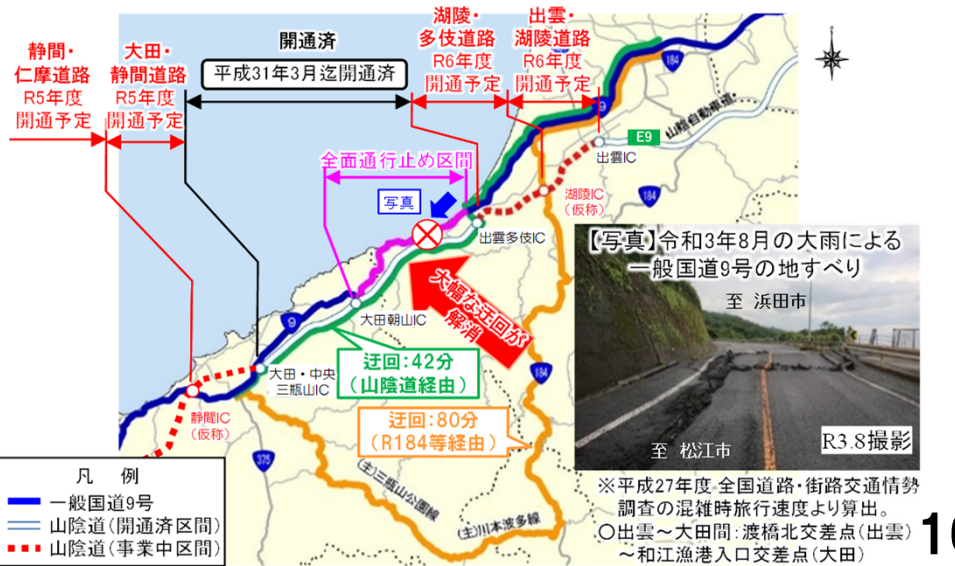 静間・
仁摩道路
R5年度
開通予定
大田・
静間道路
R5年度
開通予定
開通済
平成31年3月迄開通済
湖陵・
多伎道路
R6年度
開通予定
出雲・
湖陵道路
R6年度
開通予定
184
9
山陰自動車道
E9
出雲IC
全面通行止め区間
写真
湖陵IC
(仮称)
184
出雲多伎IC
【写真】令和3年8月の大雨による
一般国道9号の地すべり
至 浜田市
至 松江市
R3.8撮影
大幅な迂回が
解消
大田朝山IC
9
迂回:42分
(山陰道経由)
大田・中央
三瓶山IC
184
静間IC
(仮称)
迂回:80分
(R184等経由)
375
(主)三瓶山公園線
(主)川本波多線
凡 例
一般国道9号
山陰道(開通済区間)
山陰道(事業中区間)
※平成27年度 全国道路・街路交通情勢
調査の混雑時旅行速度より算出。
○出雲~大田間:渡橋北交差点(出雲)
~和江漁港入口交差点(大田)